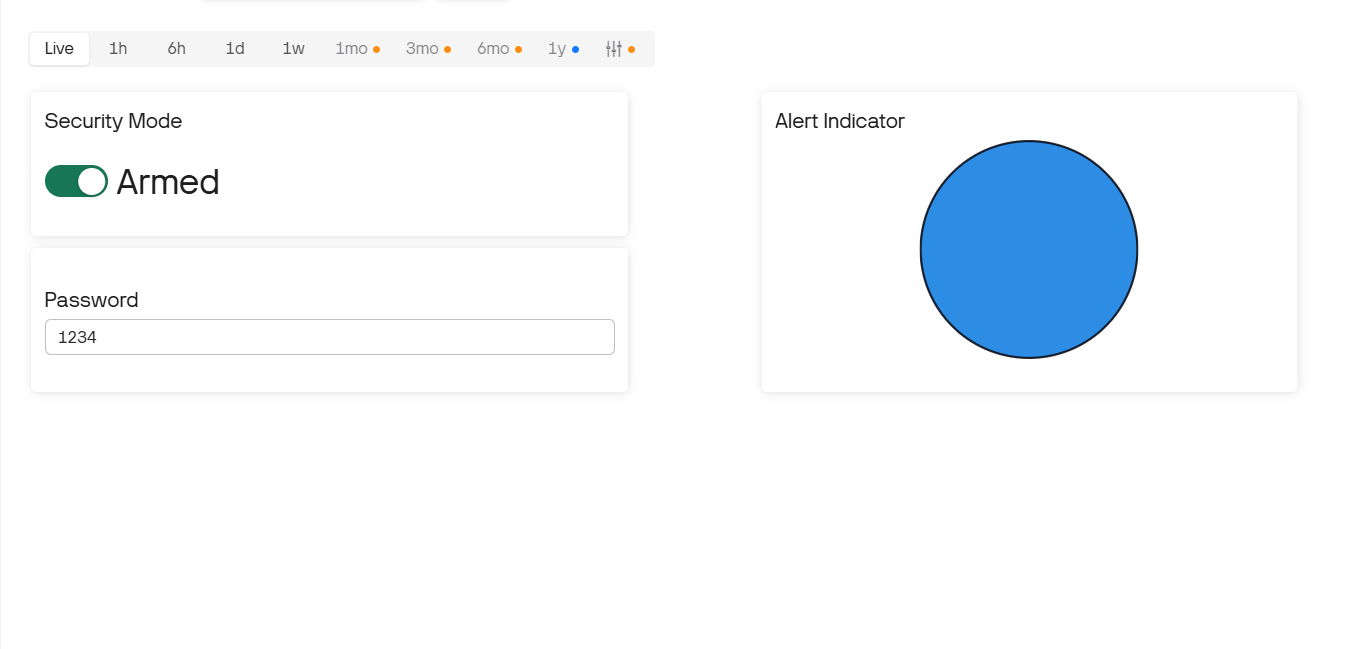 Live 1h 6h 1d 1w 1mo 3mo 6mo 1y
Security Mode
Armed
Password
1234
Alert Indicator